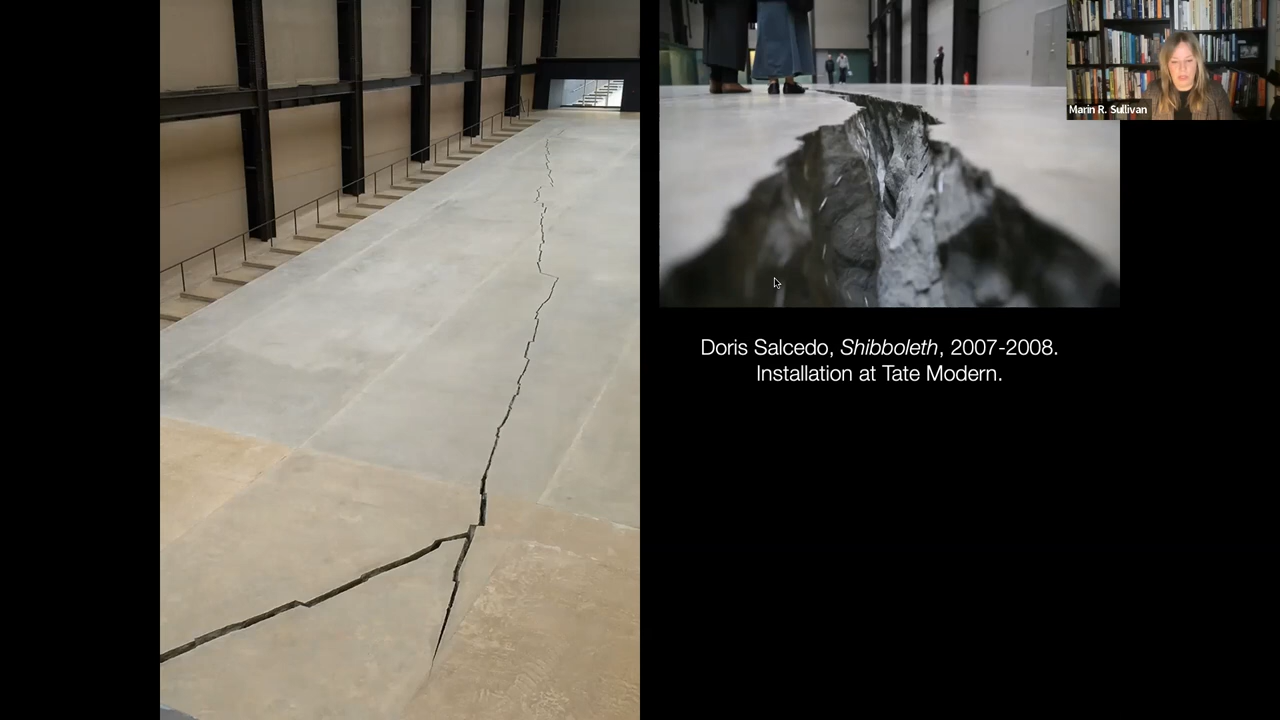 Marin R. Sullivan
Doris Salcedo, Shibboleth, 2007-2008.
Installation at Tate Modern.